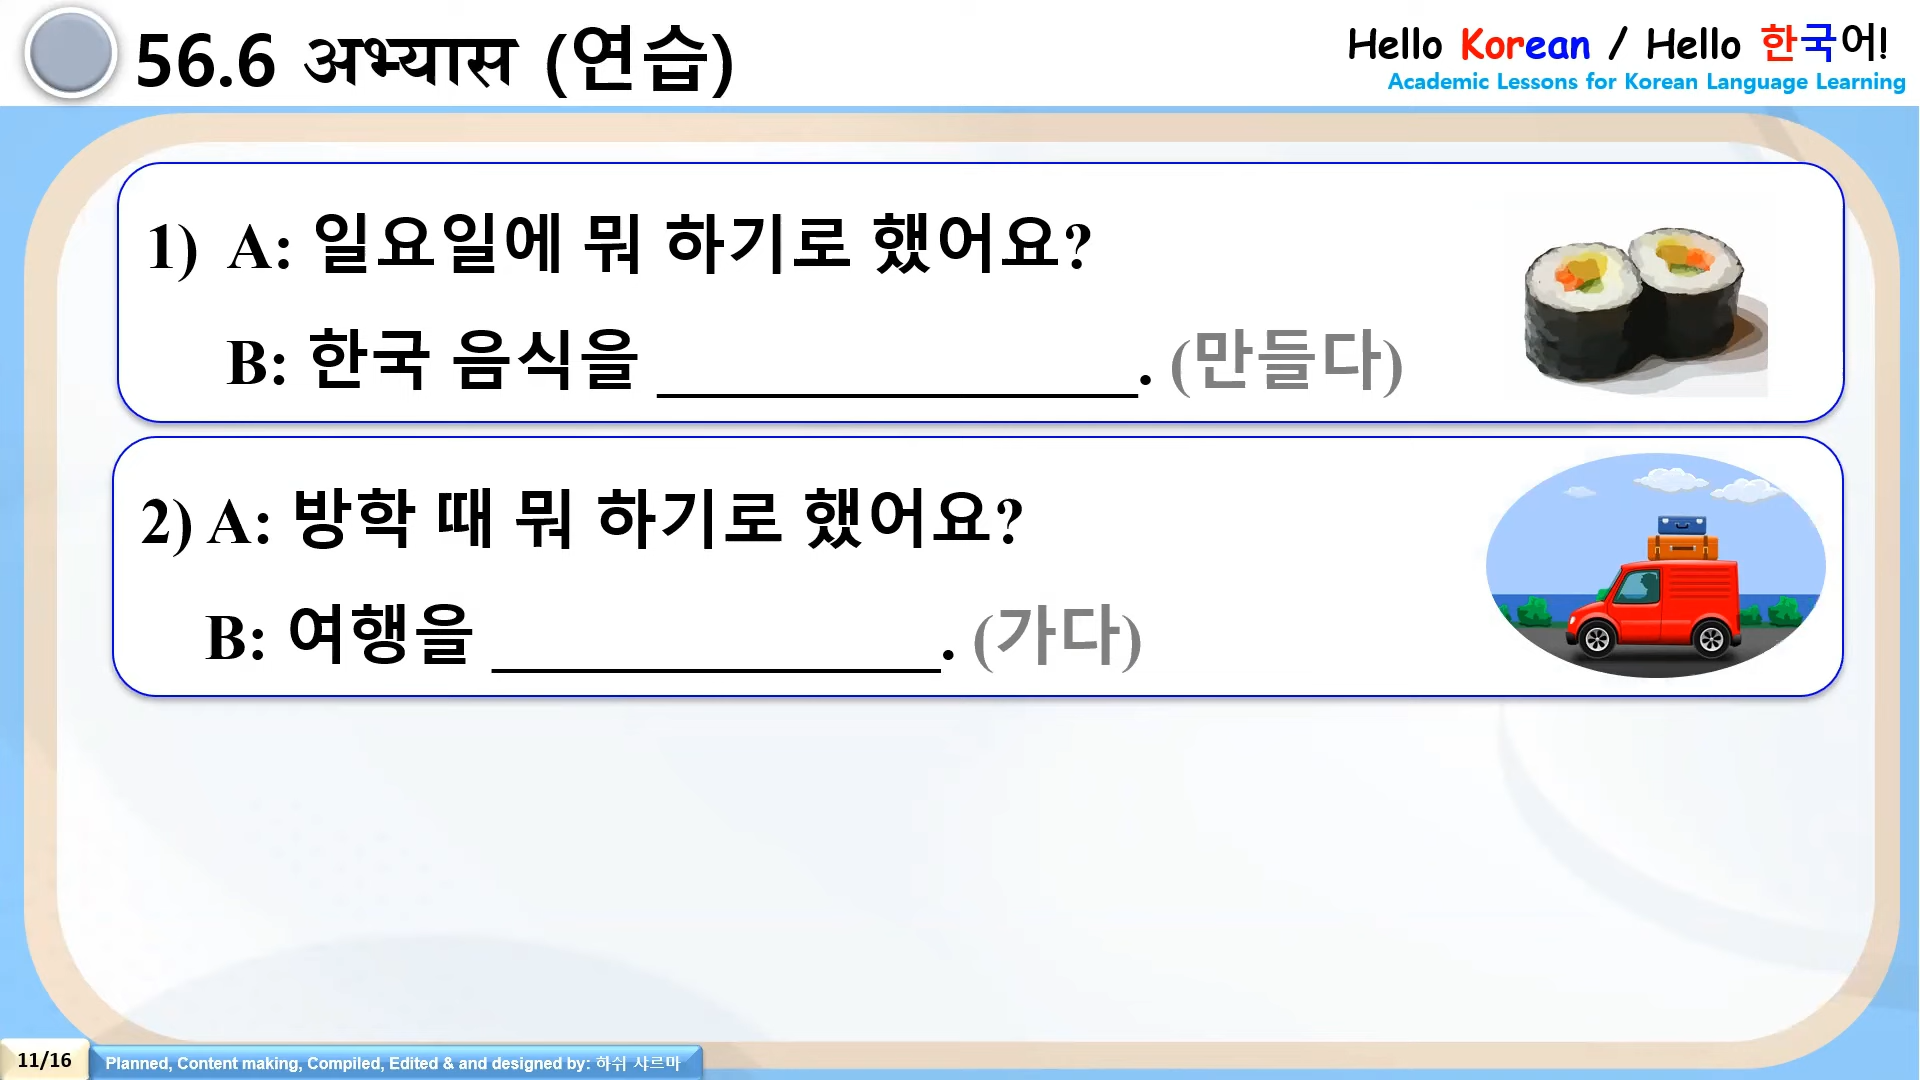 56.6 अभ्यास (연습)
Hello Korean / Hello 한국어!
Academic Lessons for Korean Language Learning
1) A: 일요일에 뭐 하기로 했어요?
B: 한국 음식을 _______________. (만들다)
2) A: 방학 때 뭐 하기로 했어요?
B: 여행을 ______________. (가다)
11/16
Planned, Content making, Compiled, Edited & and designed by: 하쉬 샤르마